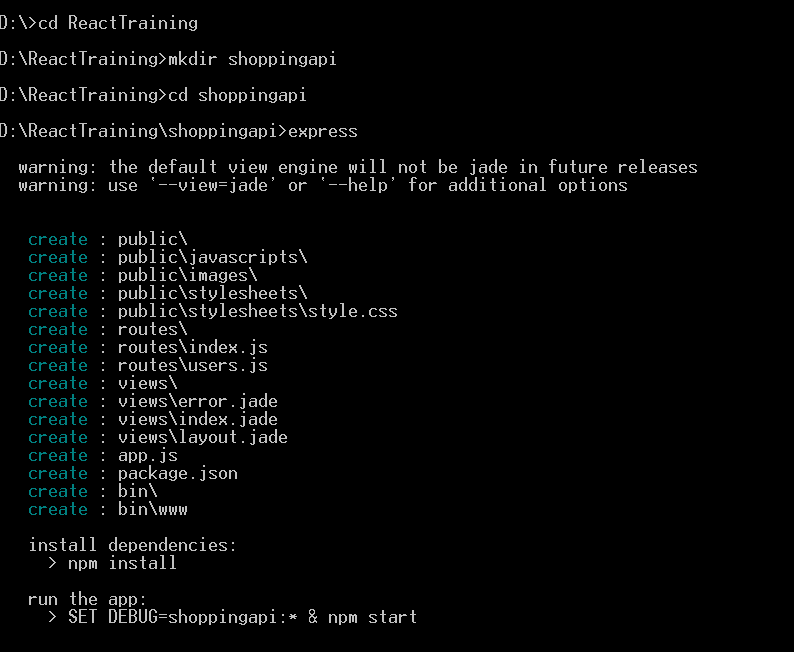 D:\>cd ReactTraining
D:\ReactTraining>mkdir shoppingapi
D:\ReactTraining>cd shoppingapi
D:\ReactTraining\shoppingapi>express
warning: the default view engine will not be jade in future releases
warning: use `--view=jade' or `--help' for additional options
create : public\
create : public\javascripts\
create : public\images\
create : public\stylesheets\
create : public\stylesheets\style.css
create : routes\
create : routes\index.js
create : routes\users.js
create : views\
create : views\error.jade
create : views\index.jade
create : views\layout.jade
create : app.js
create : package.json
create : bin\
create : bin\www
install dependencies:
> npm install
run the app:
> SET DEBUG=shoppingapi:* & npm start